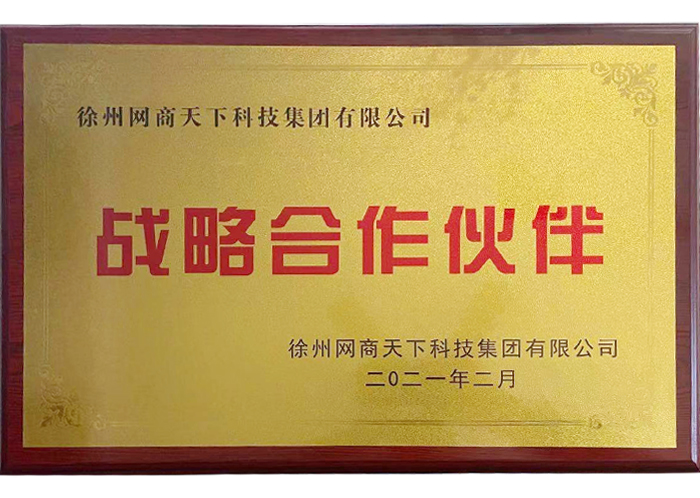 徐州网商天下科技集团有限公司
战略合作伙伴
徐州网商天下科技集团有限公司
二0二一年二月